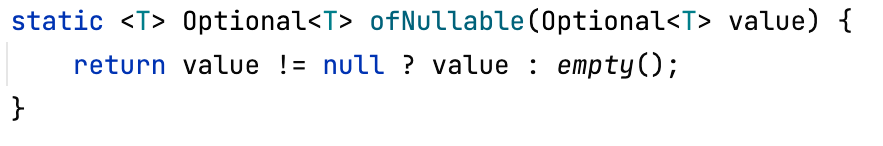 static <T> Optional<T> ofNullable(Optional<T> value) {
    return value != null ? value : empty();
}